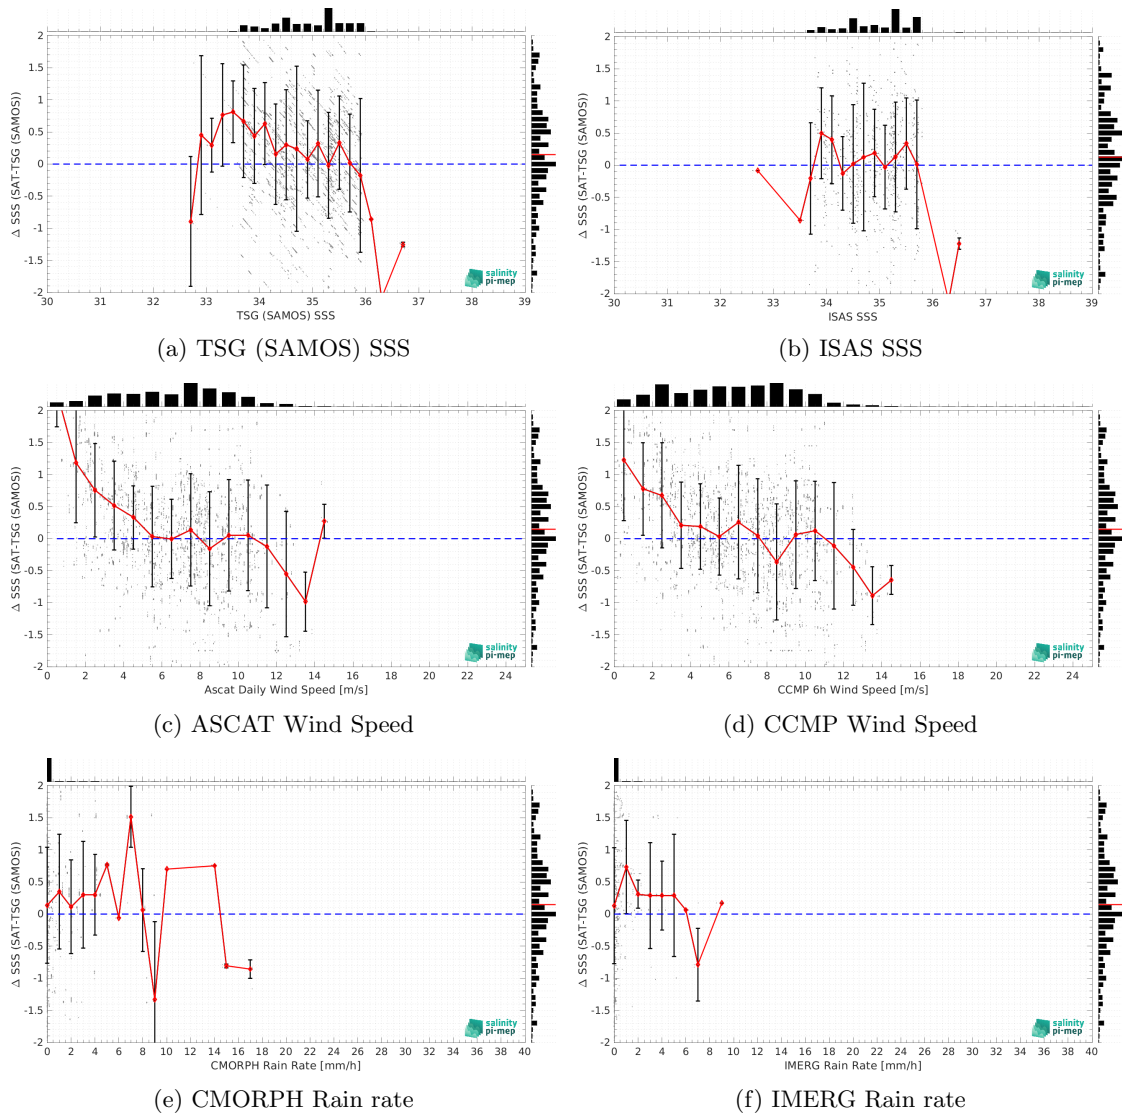 Δ SSS (SAT-TSG (SAMOS))
2
1.5
1
0.5
0
-0.5
-1
-1.5
-2
30 31 32 33 34 35 36 37 38 39
TSG (SAMOS) SSS
salinity
pi-mep
(a) TSG (SAMOS) SSS
Δ SSS (SAT-TSG (SAMOS))
2
1.5
1
0.5
0
-0.5
-1
-1.5
-2
30 31 32 33 34 35 36 37 38 39
ISAS SSS
salinity
pi-mep
(b) ISAS SSS
Δ SSS (SAT-TSG (SAMOS))
2
1.5
1
0.5
0
-0.5
-1
-1.5
-2
0 2 4 6 8 10 12 14 16 18 20 22 24
Ascat Daily Wind Speed [m/s]
salinity
pi-mep
(c) ASCAT Wind Speed
Δ SSS (SAT-TSG (SAMOS))
2
1.5
1
0.5
0
-0.5
-1
-1.5
-2
0 2 4 6 8 10 12 14 16 18 20 22 24
CCMP 6h Wind Speed [m/s]
salinity
pi-mep
(d) CCMP Wind Speed
Δ SSS (SAT-TSG (SAMOS))
2
1.5
1
0.5
0
-0.5
-1
-1.5
-2
0 2 4 6 8 10 12 14 16 18 20 22 24 26 28 30 32 34 36 38 40
CMORPH Rain Rate [mm/h]
salinity
pi-mep
(e) CMORPH Rain rate
Δ SSS (SAT-TSG (SAMOS))
2
1.5
1
0.5
0
-0.5
-1
-1.5
-2
0 2 4 6 8 10 12 14 16 18 20 22 24 26 28 30 32 34 36 38 40
IMERG Rain Rate [mm/h]
salinity
pi-mep
(f) IMERG Rain rate